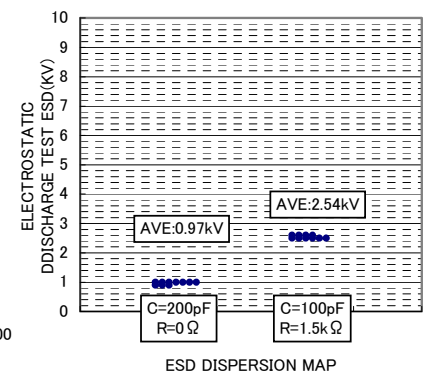 ELECTROSTATIC
DDISCHARGE TEST ESD(KV)
10
9
8
7
6
5
4
3
2
1
0
AVE:0.97kV
AVE:2.54kV
C=200pF
R=0Ω
C=100pF
R=1.5kΩ
00
ESD DISPERSION MAP